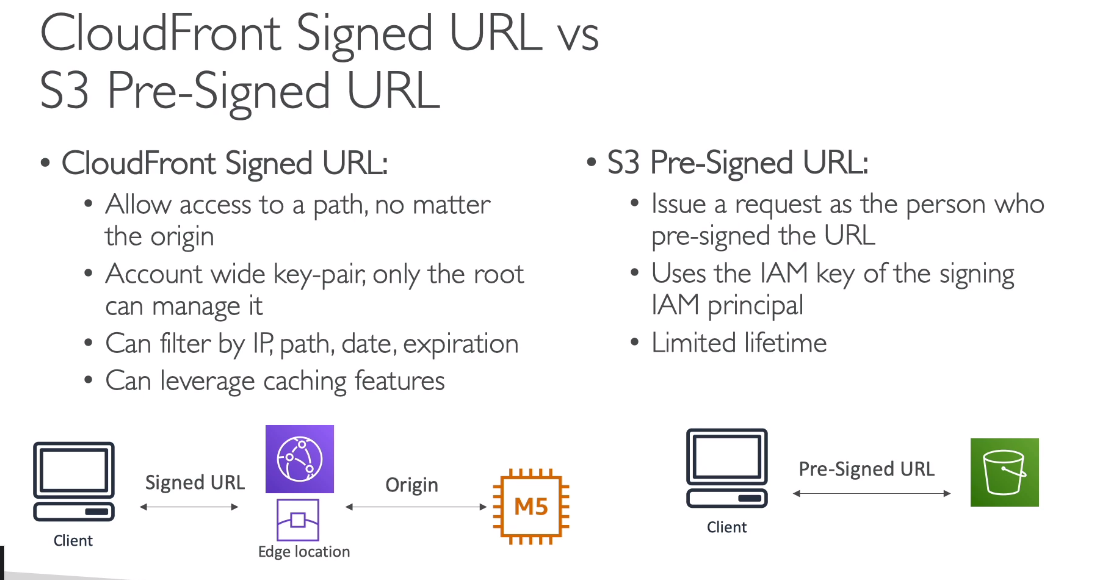 CloudFront Signed URL vs
S3 Pre-Signed URL
• CloudFront Signed URL:
• Allow access to a path, no matter
the origin
• Account wide key-pair, only the root
can manage it
• Can filter by IP, path, date, expiration
• Can leverage caching features
• S3 Pre-Signed URL:
• Issue a request as the person who
pre-signed the URL
• Uses the IAM key of the signing
IAM principal
• Limited lifetime
Client
Signed URL
Edge location
Origin
M5
Client
Pre-Signed URL